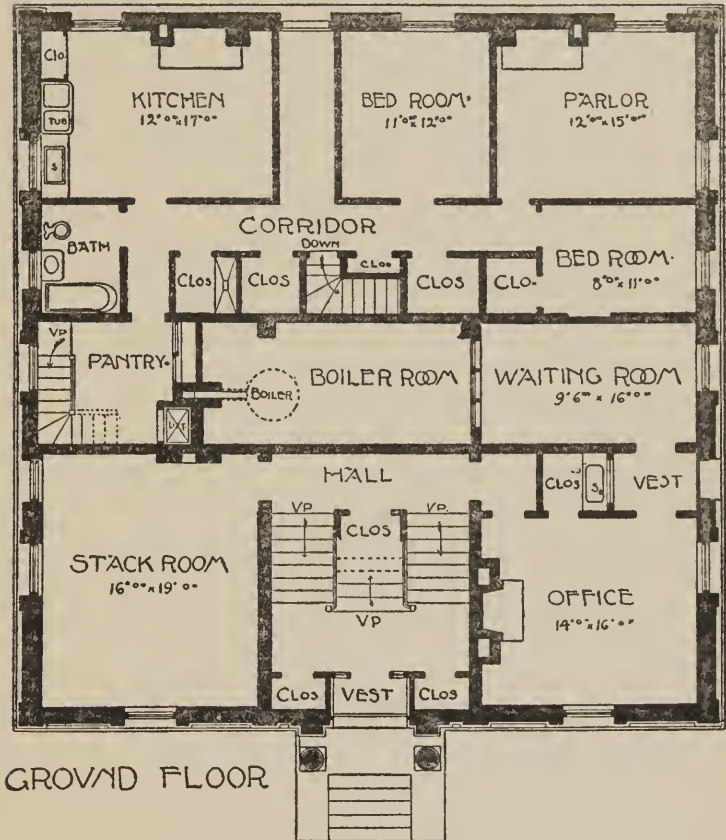 CLO.
KITCHEN
12'0" x 17'0"
BED ROOM.
11'0" x 12'0"
PARLOR
12'0" x 15'0"
TUB
S
CORRIDOR
DOWN
BATH
CLOS
CLOS
CLOS
CLOS
CLO.
BED ROOM.
8'0" x 11'0"
VP
PANTRY.
BOILER
BOILER ROOM
WAITING ROOM
9'6" x 16'0"
LIFT
HALL
CLOS
S
VEST
VP
CLOS
VP
STACK ROOM
16'0" x 19'0"
VP
OFFICE
14'0" x 16'0"
CLOS
VEST
CLOS
GROVND FLOOR